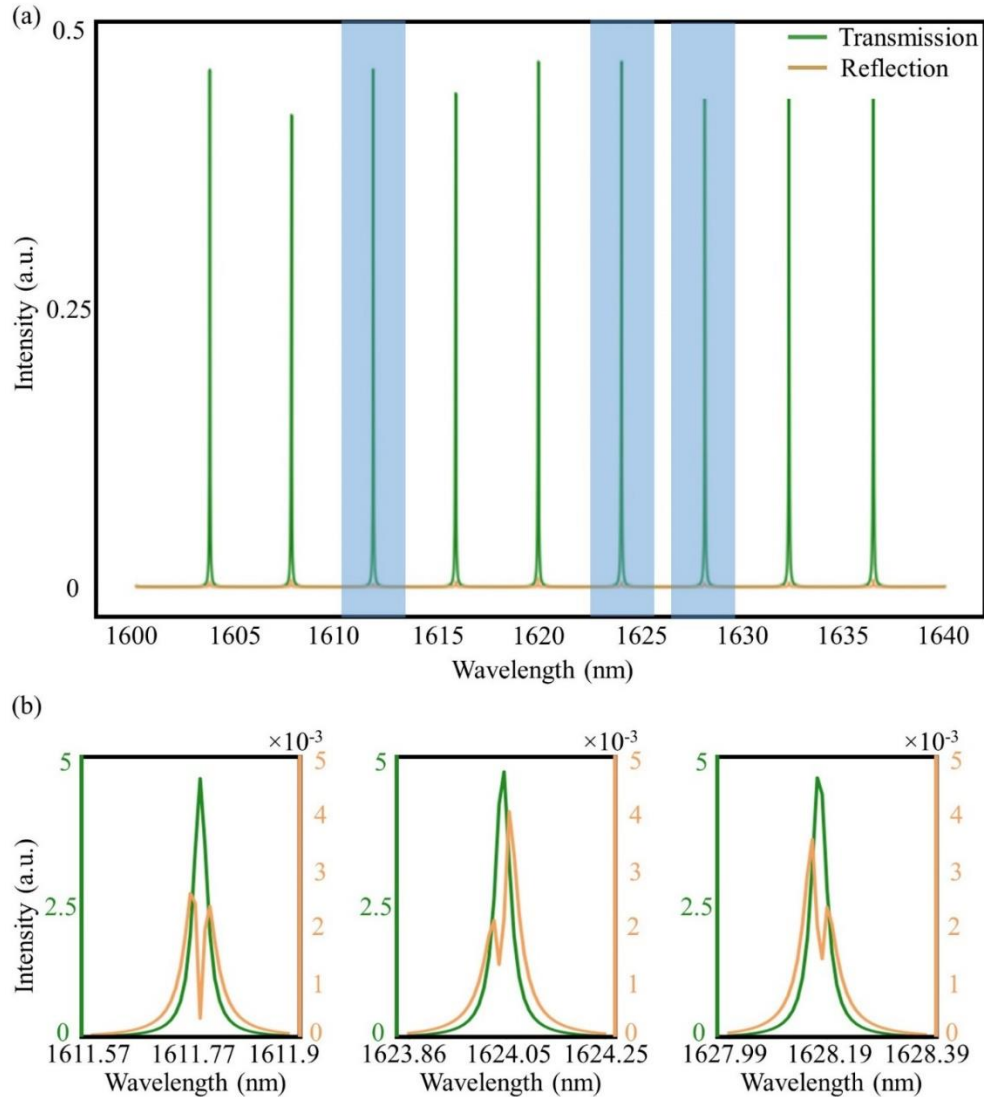 (a)
0.5
Transmission
Reflection
0.25
0
Intensity (a.u.)
1600 1605 1610 1615 1620 1625 1630 1635 1640
Wavelength (nm)
(b)
×10-3 ×10-3 ×10-3
5 5 5 5 5 5
4 4 4
3 3 3
2.5 2.5 2.5
2 2 2
1 1 1
0 0 0 0 0 0
Intensity (a.u.)
1611.57 1611.77 1611.9 1623.86 1624.05 1624.25 1627.99 1628.19 1628.39
Wavelength (nm) Wavelength (nm) Wavelength (nm)